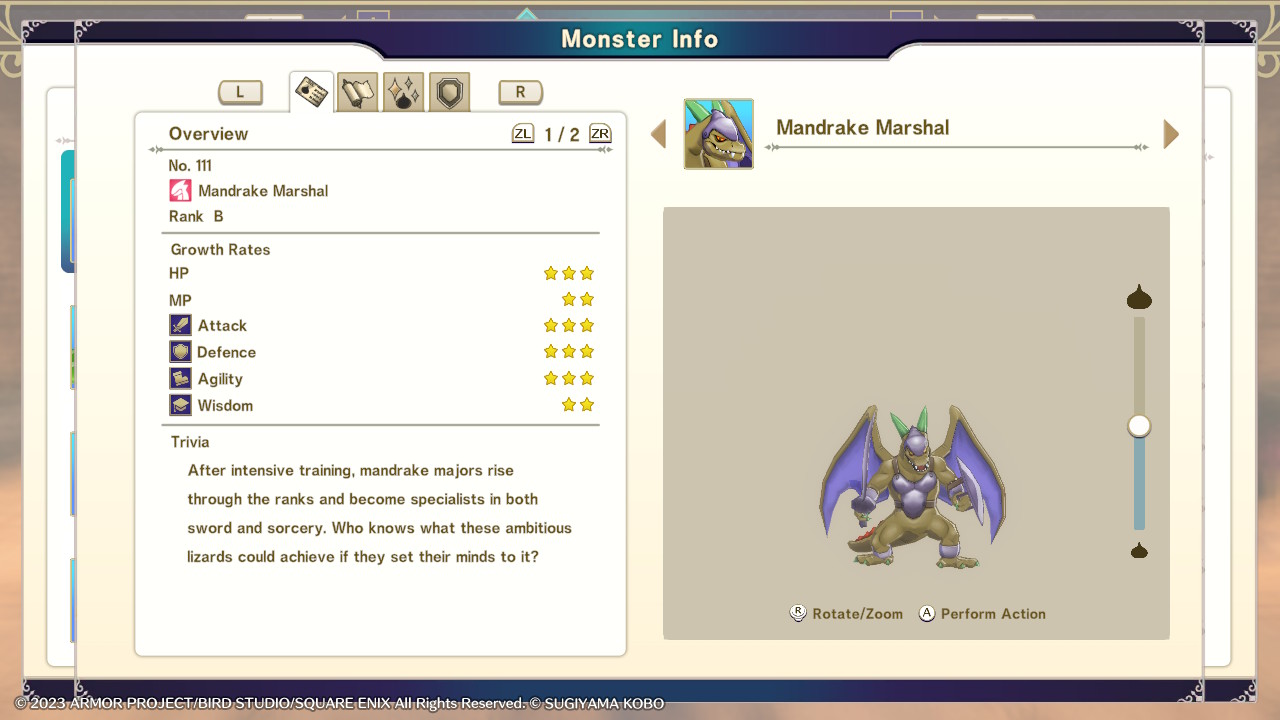 Monster Info
L
R
Overview
ZL 1 / 2 ZR
No. 111
Mandrake Marshal
Rank B
Growth Rates
HP
MP
Attack
Defence
Agility
Wisdom
Trivia
After intensive training, mandrake majors rise
through the ranks and become specialists in both
sword and sorcery. Who knows what these ambitious
lizards could achieve if they set their minds to it?
Mandrake Marshal
R Rotate/Zoom A Perform Action
© 2023 ARMOR PROJECT/BIRD STUDIO/SQUARE ENIX All Rights Reserved. © SUGIYAMA KOBO